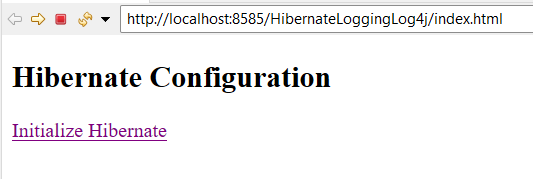 http://localhost:8585/HibernateLoggingLog4j/index.html
Hibernate Configuration
Initialize Hibernate